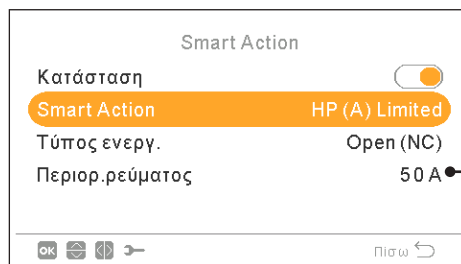 Smart Action
Κατάσταση
Smart Action HP (A) Limited
Τύπος ενεργ. Open (NC)
Περιορ.ρεύματος 50 A
OK Πίσω